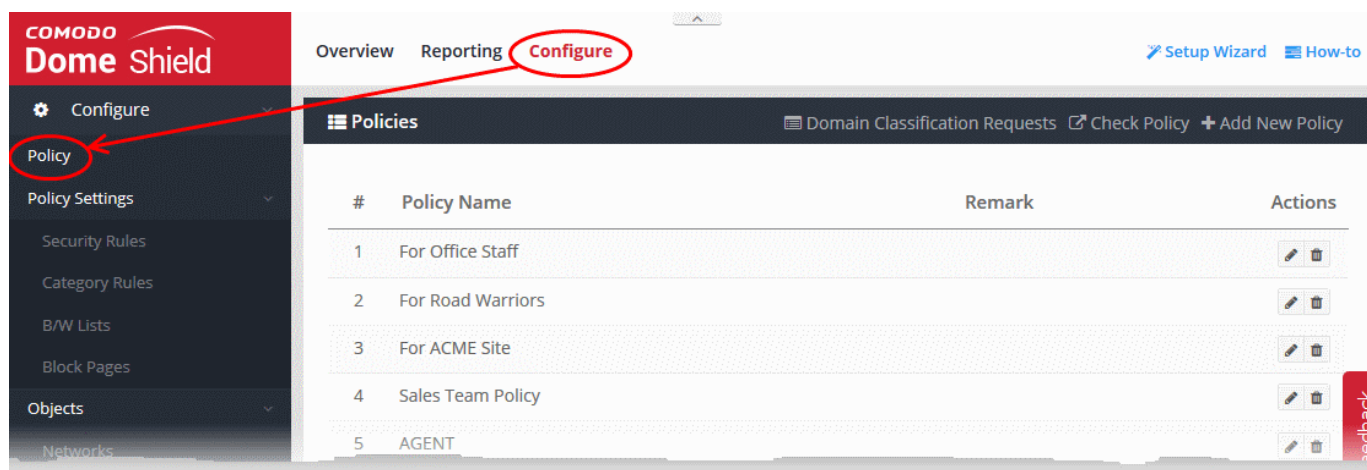 COMODO
Dome Shield
Overview Reporting Configure
Setup Wizard How-to
Configure
Policy
Policy Settings
Security Rules
Category Rules
B/W Lists
Block Pages
Objects
Networks
Policies
Domain Classification Requests Check Policy + Add New Policy
# Policy Name Remark Actions
1 For Office Staff
2 For Road Warriors
3 For ACME Site
4 Sales Team Policy
5 AGENT